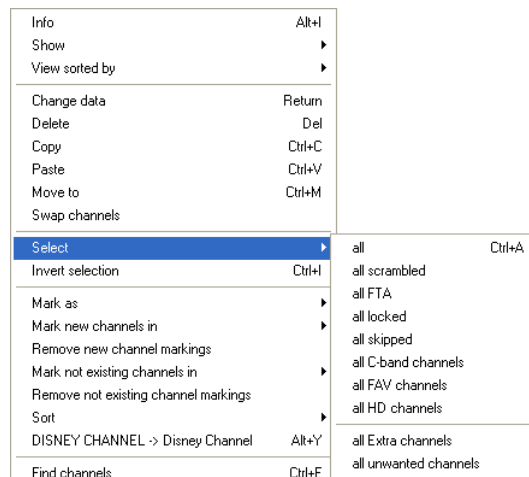 Info Alt+I
Show
View sorted by
Change data Return
Delete Del
Copy Ctrl+C
Paste Ctrl+V
Move to Ctrl+M
Swap channels
Select
Invert selection Ctrl+I
Mark as
Mark new channels in
Remove new channel markings
Mark not existing channels in
Remove not existing channel markings
Sort
DISNEY CHANNEL -> Disney Channel Alt+Y
Find channels Ctrl+F
all Ctrl+A
all scrambled
all FTA
all locked
all skipped
all C-band channels
all FAV channels
all HD channels
all Extra channels
all unwanted channels